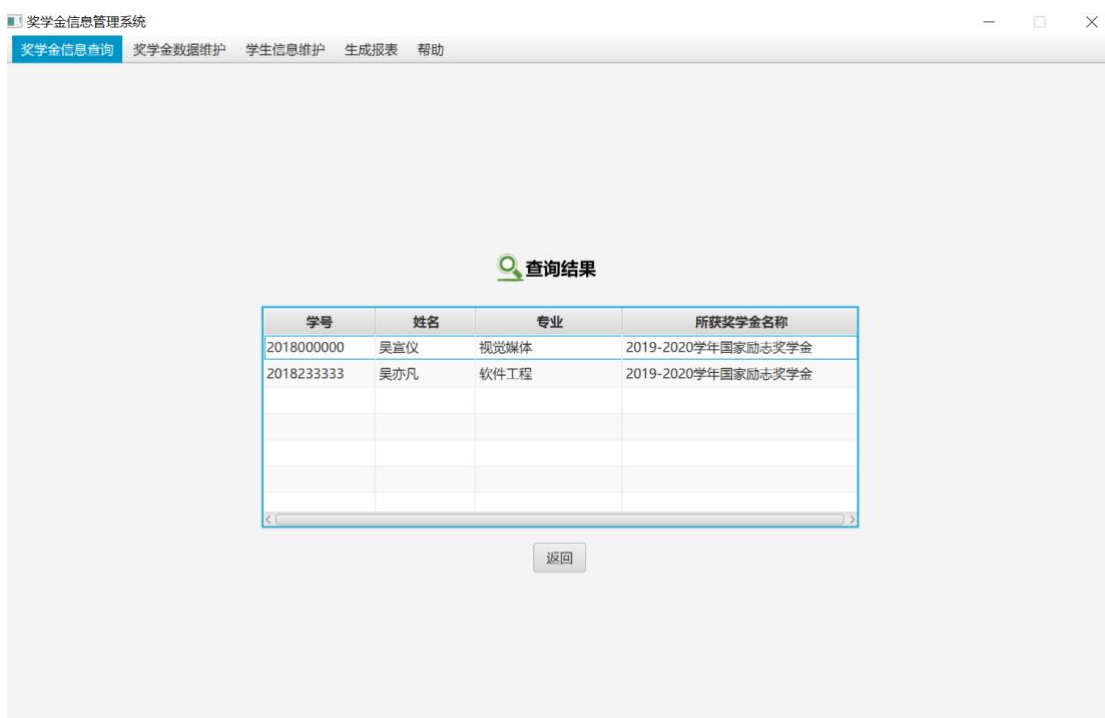 奖学金信息管理系统
奖学金信息查询 奖学金数据维护 学生信息维护 生成报表 帮助
查询结果
学号 姓名 专业 所获奖学金名称
2018000000 吴宣仪 视觉媒体 2019-2020学年国家励志奖学金
2018233333 吴亦凡 软件工程 2019-2020学年国家励志奖学金
返回